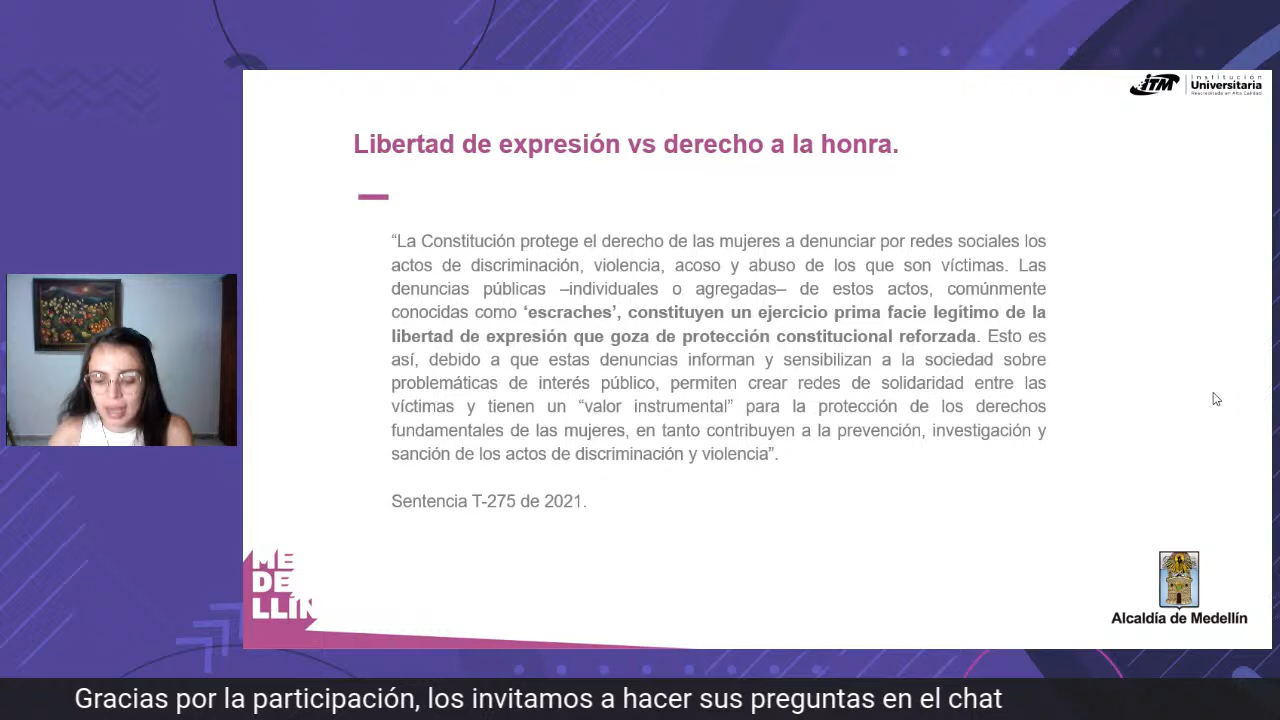 iTM
Institución
Universitaria
Reacreditada en Alta Calidad
Libertad de expresión vs derecho a la honra.
“La Constitución protege el derecho de las mujeres a denunciar por redes sociales los
actos de discriminación, violencia, acoso y abuso de los que son víctimas. Las
denuncias públicas –individuales o agregadas– de estos actos, comúnmente
conocidas como ‘escraches’, constituyen un ejercicio prima facie legítimo de la
libertad de expresión que goza de protección constitucional reforzada. Esto es
así, debido a que estas denuncias informan y sensibilizan a la sociedad sobre
problemáticas de interés público, permiten crear redes de solidaridad entre las
víctimas y tienen un “valor instrumental” para la protección de los derechos
fundamentales de las mujeres, en tanto contribuyen a la prevención, investigación y
sanción de los actos de discriminación y violencia”.
Sentencia T-275 de 2021.
ME
DE
LLÍN
Alcaldía de Medellín
Gracias por la participación, los invitamos a hacer sus preguntas en el chat